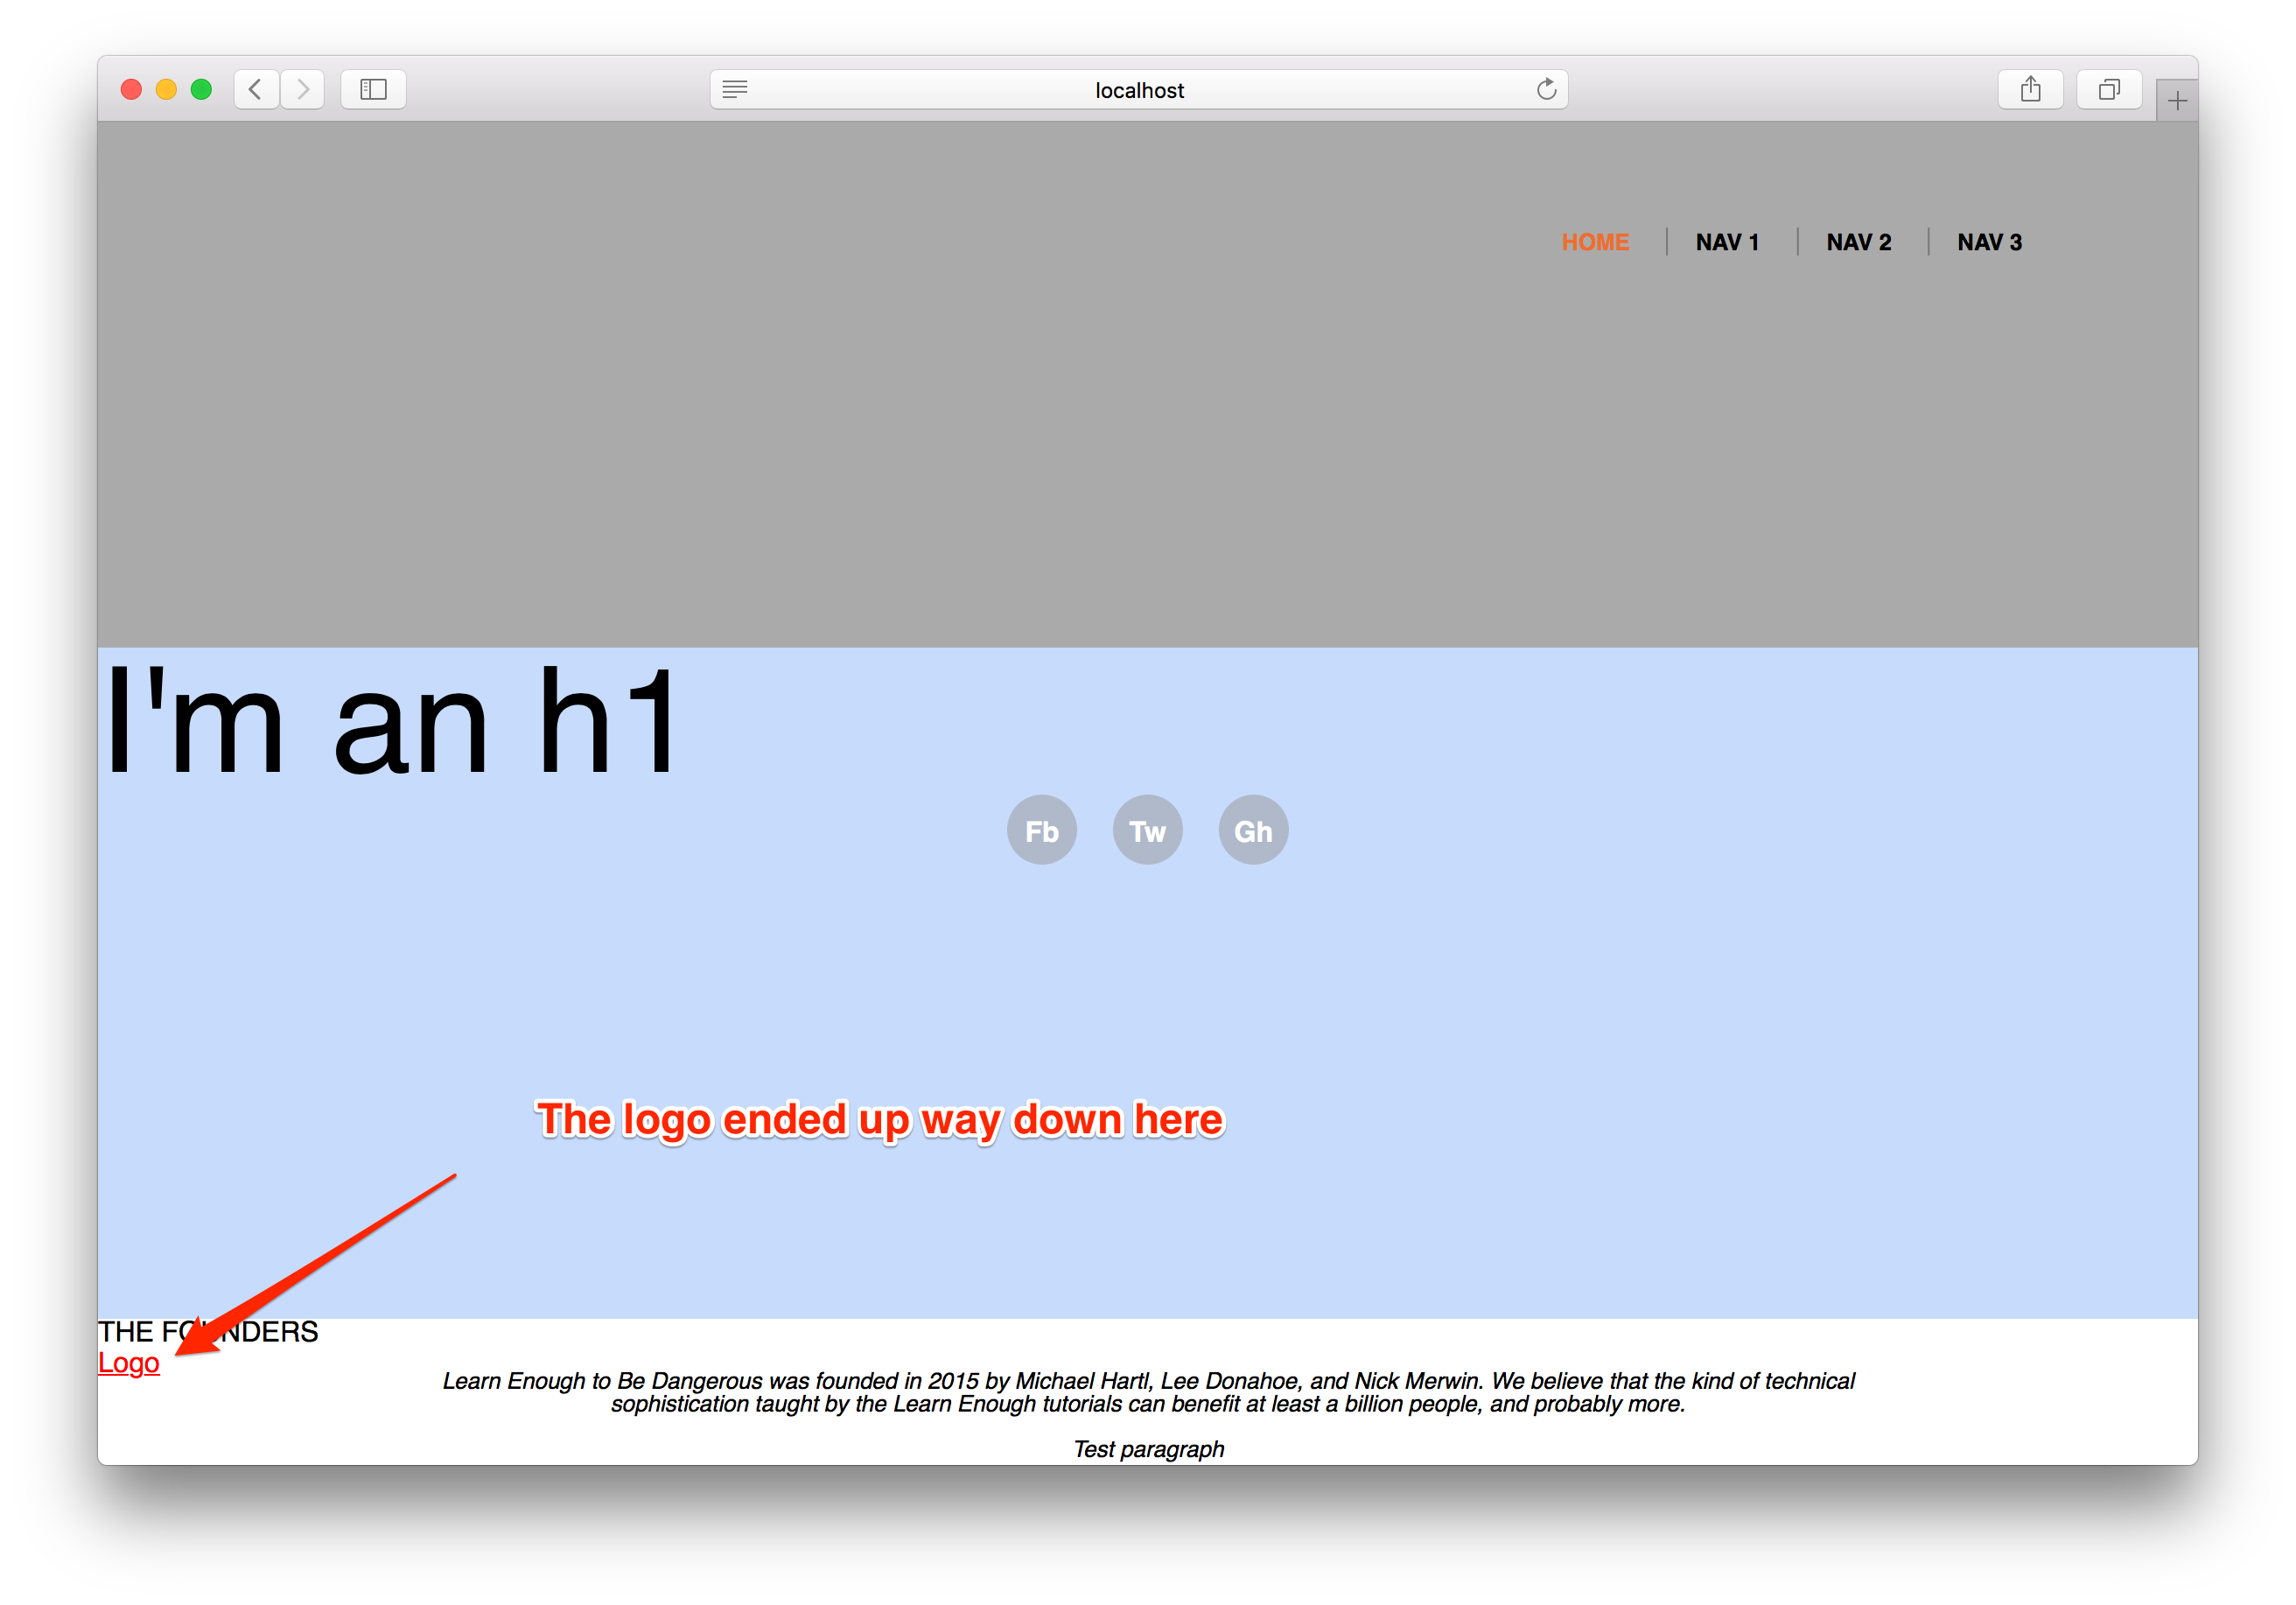 localhost
HOME NAV 1 NAV 2 NAV 3
I'm an h1
Fb Tw Gh
The logo ended up way down here
THE FOUNDERS
Logo
Learn Enough to Be Dangerous was founded in 2015 by Michael Hartl, Lee Donahoe, and Nick Merwin. We believe that the kind of technical
sophistication taught by the Learn Enough tutorials can benefit at least a billion people, and probably more.
Test paragraph